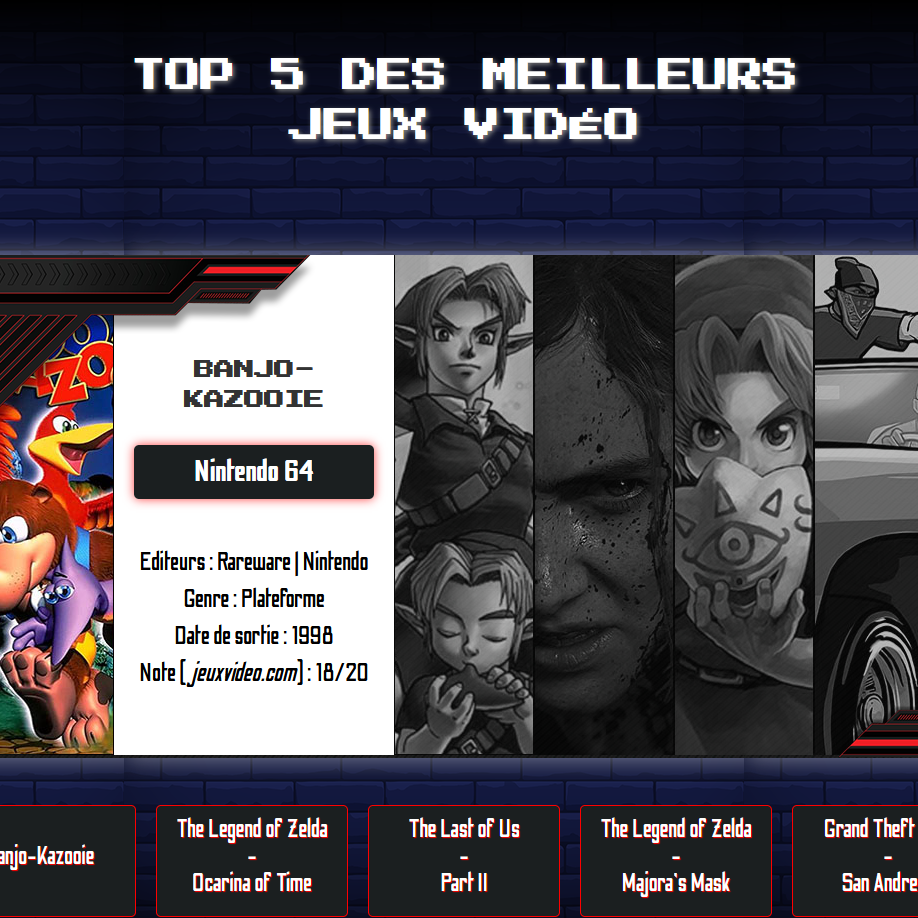 TOP 5 DES MEILLEURS
JEUX VIDéO
BANJO-
KAZOOIE
Nintendo 64
Editeurs : Rareware | Nintendo
Genre : Plateforme
Date de sortie : 1998
Note [ jeuxvideo.com] : 18/20
anjo-Kazooie
The Legend of Zelda
-
Ocarina of Time
The Last of Us
-
Part II
The Legend of Zelda
-
Majora's Mask
Grand Theft
-
San Andre